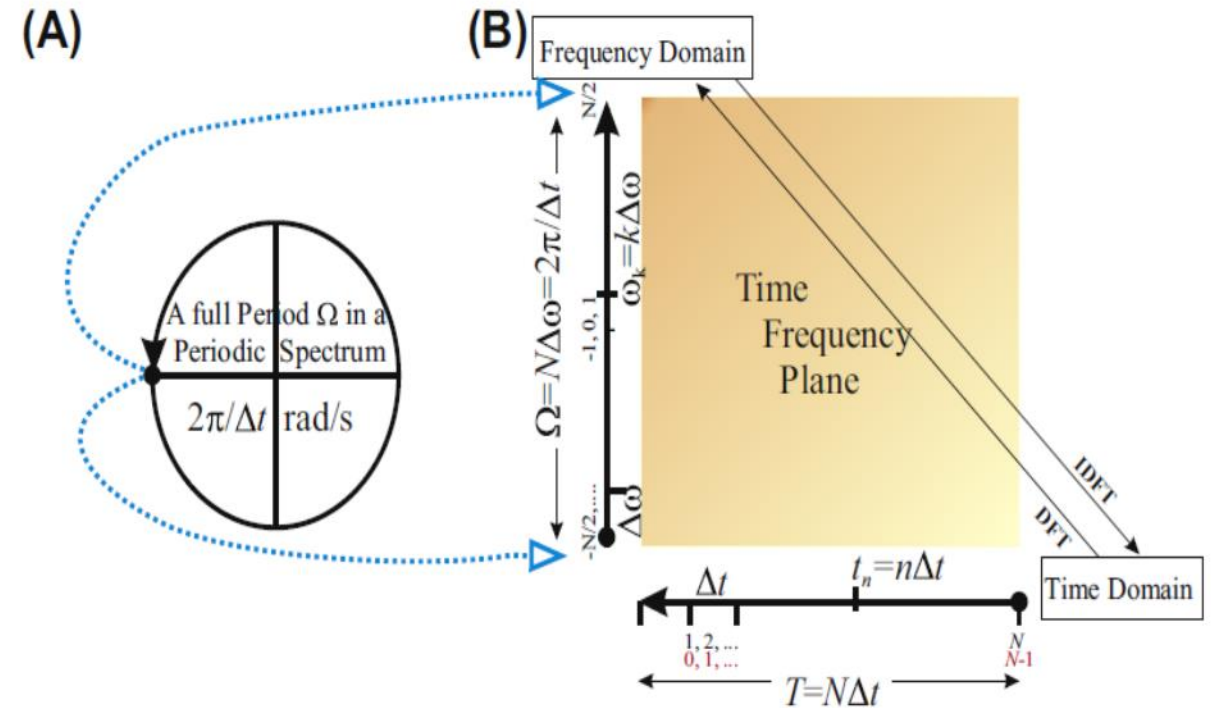 (A)
A full Period Ω in a
Periodic Spectrum
2π/Δt rad/s
(B)
Frequency Domain
N/2
Ω=NΔω=2π/Δt
ωk=kΔω
-1, 0, 1
-N/2,....
Δω
Time
Frequency
Plane
IDFT
DFT
Time Domain
Δt
tn=nΔt
1, 2, ...
0, 1, ...
N
N-1
T=NΔt